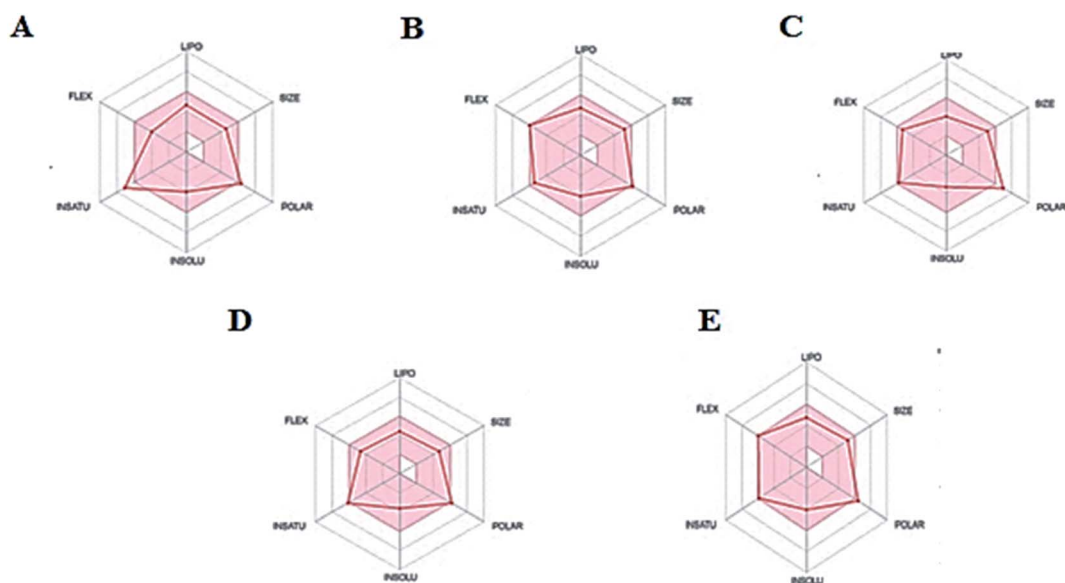 A
LIPO
FLEX
SIZE
INSATU
POLAR
INSOLU
B
LIPO
FLEX
SIZE
INSATU
POLAR
INSOLU
C
LIPO
FLEX
SIZE
INSATU
POLAR
INSOLU
D
LIPO
FLEX
SIZE
INSATU
POLAR
INSOLU
E
LIPO
FLEX
SIZE
INSATU
POLAR
INSOLU